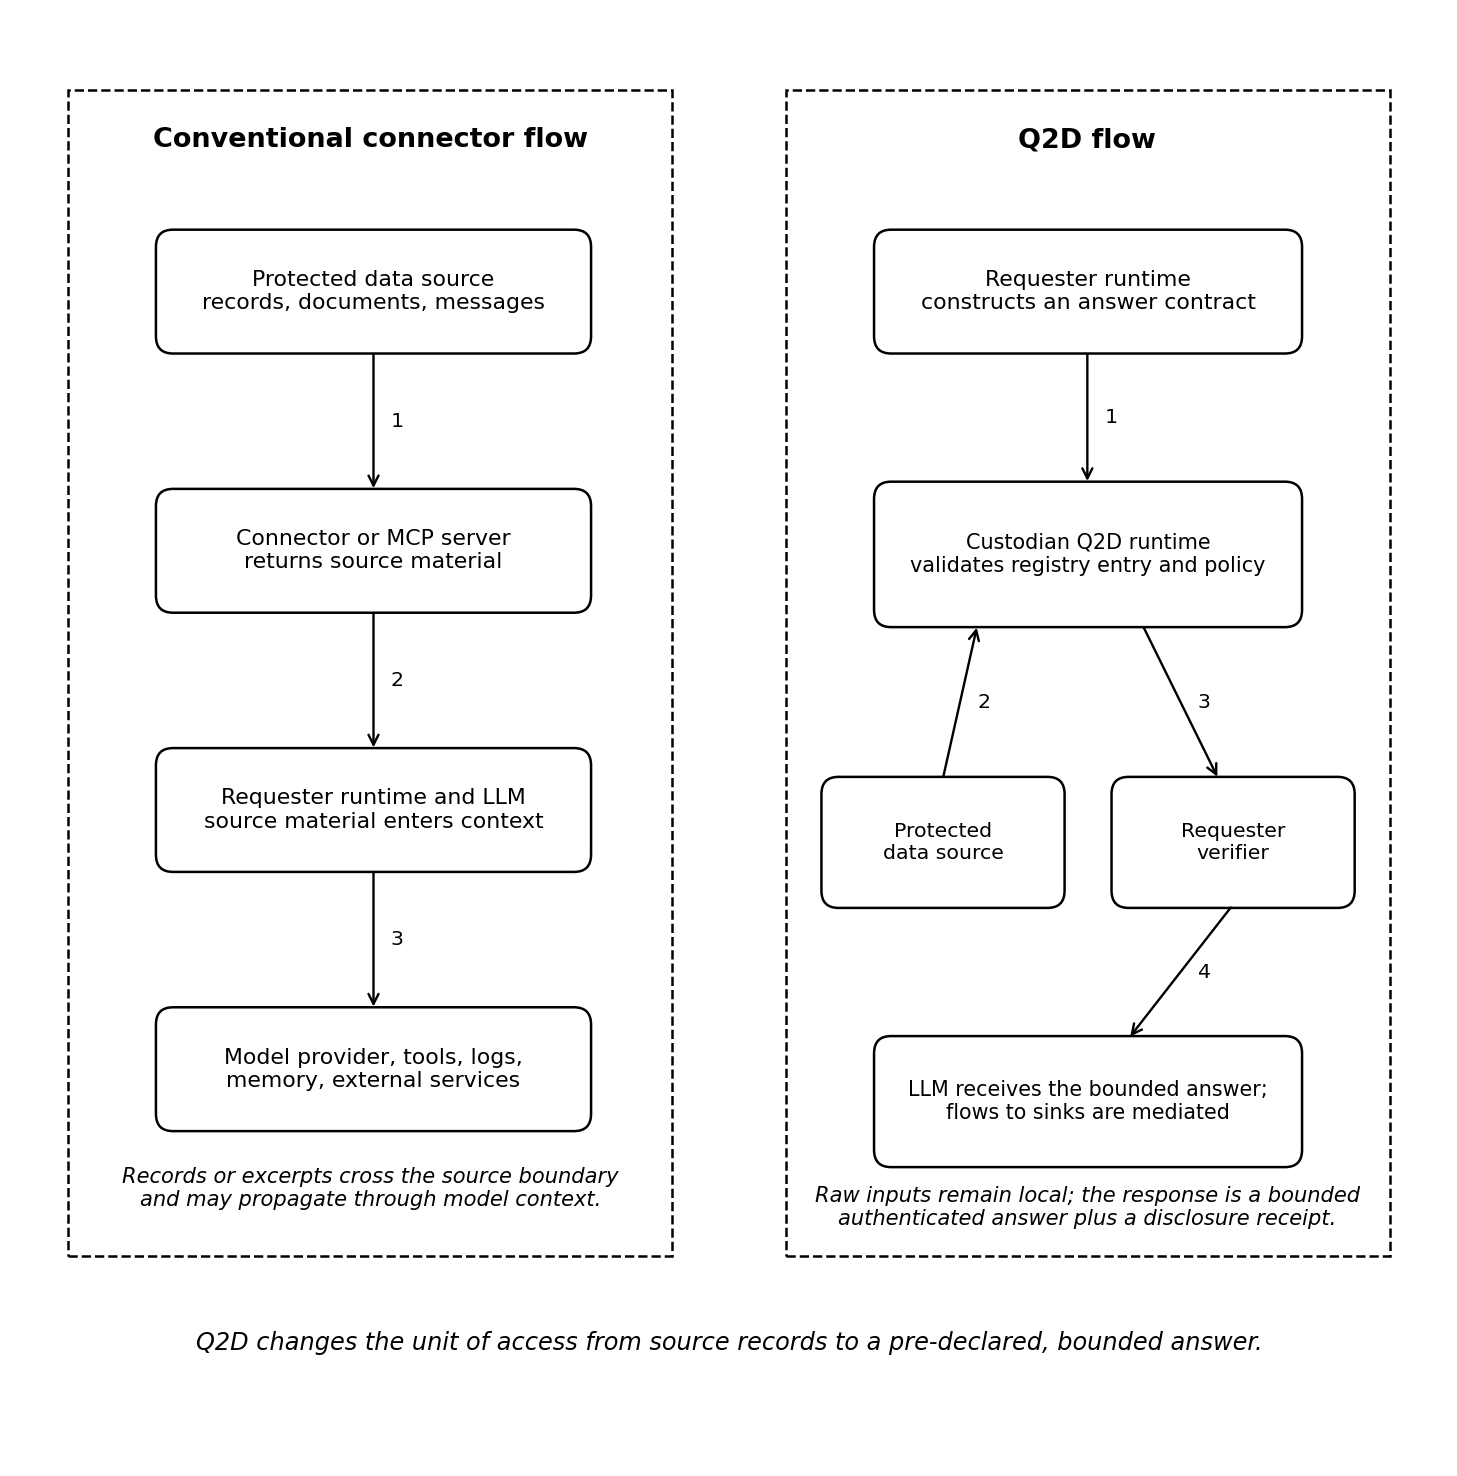 Conventional connector flow
Protected data source
records, documents, messages
1
Connector or MCP server
returns source material
2
Requester runtime and LLM
source material enters context
3
Model provider, tools, logs,
memory, external services
Records or excerpts cross the source boundary
and may propagate through model context.
Q2D flow
Requester runtime
constructs an answer contract
1
Custodian Q2D runtime
validates registry entry and policy
2
3
Protected
data source
Requester
verifier
4
LLM receives the bounded answer;
flows to sinks are mediated
Raw inputs remain local; the response is a bounded
authenticated answer plus a disclosure receipt.
Q2D changes the unit of access from source records to a pre-declared, bounded answer.